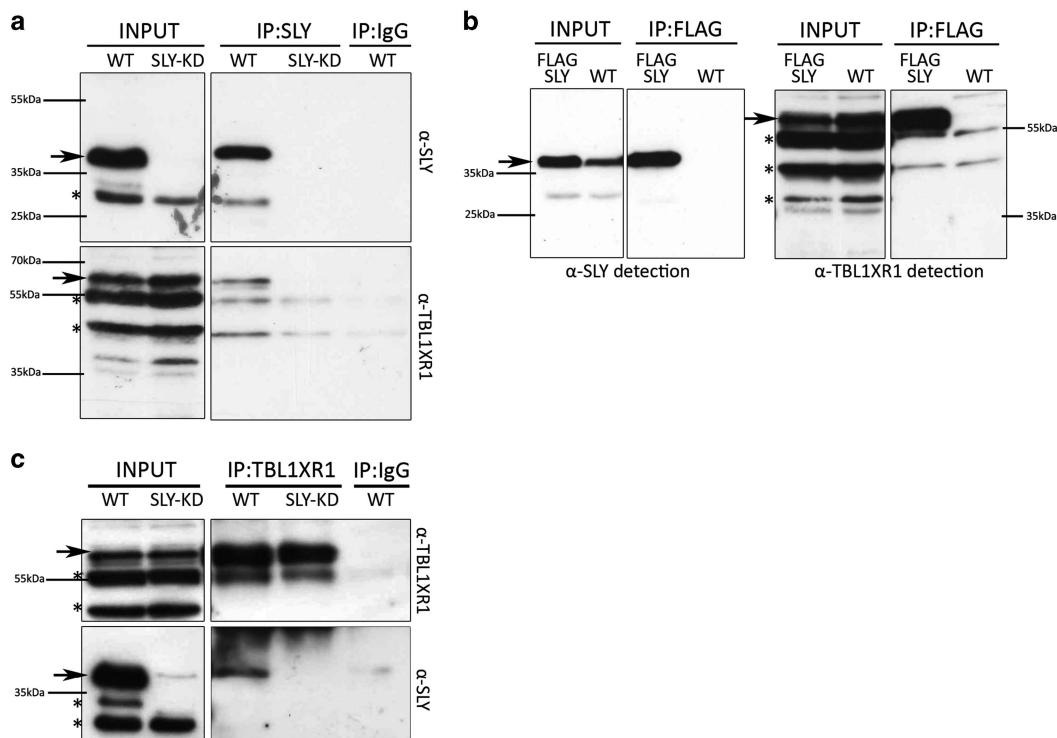 a
INPUT IP:SLY IP:IgG
WT SLY-KD WT SLY-KD WT
55kDa
35kDa
*
25kDa
α-SLY
70kDa
55kDa
*
*
35kDa
α-TBL1XR1
b
INPUT IP:FLAG
FLAG SLY WT FLAG SLY WT
35kDa
25kDa
α-SLY detection
INPUT IP:FLAG
FLAG SLY WT FLAG SLY WT
55kDa
*
*
*
35kDa
α-TBL1XR1 detection
c
INPUT IP:TBL1XR1 IP:IgG
WT SLY-KD WT SLY-KD WT
*
55kDa
*
α-TBL1XR1
35kDa
*
*
α-SLY